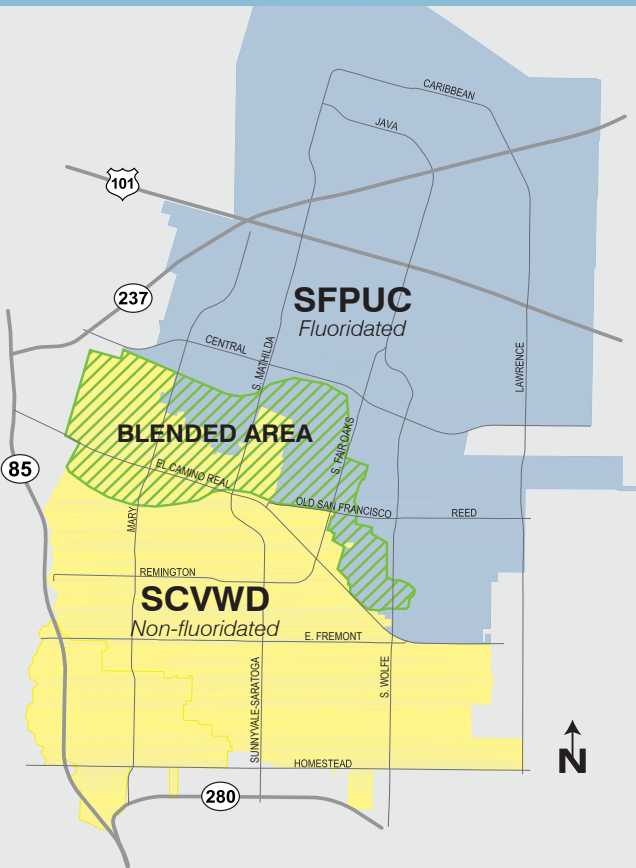 CARIBBEAN
JAVA
101
237
SFPUC
Fluoridated
CENTRAL
S. MATHILDA
LAWRENCE
BLENDED AREA
S. FAIR OAKS
85
EL CAMINO REAL
OLD SAN FRANCISCO
REED
MARY
REMINGTON
SCVWD
Non-fluoridated
E. FREMONT
SUNNYVALE-SARATOGA
S. WOLFE
HOMESTEAD
N
280